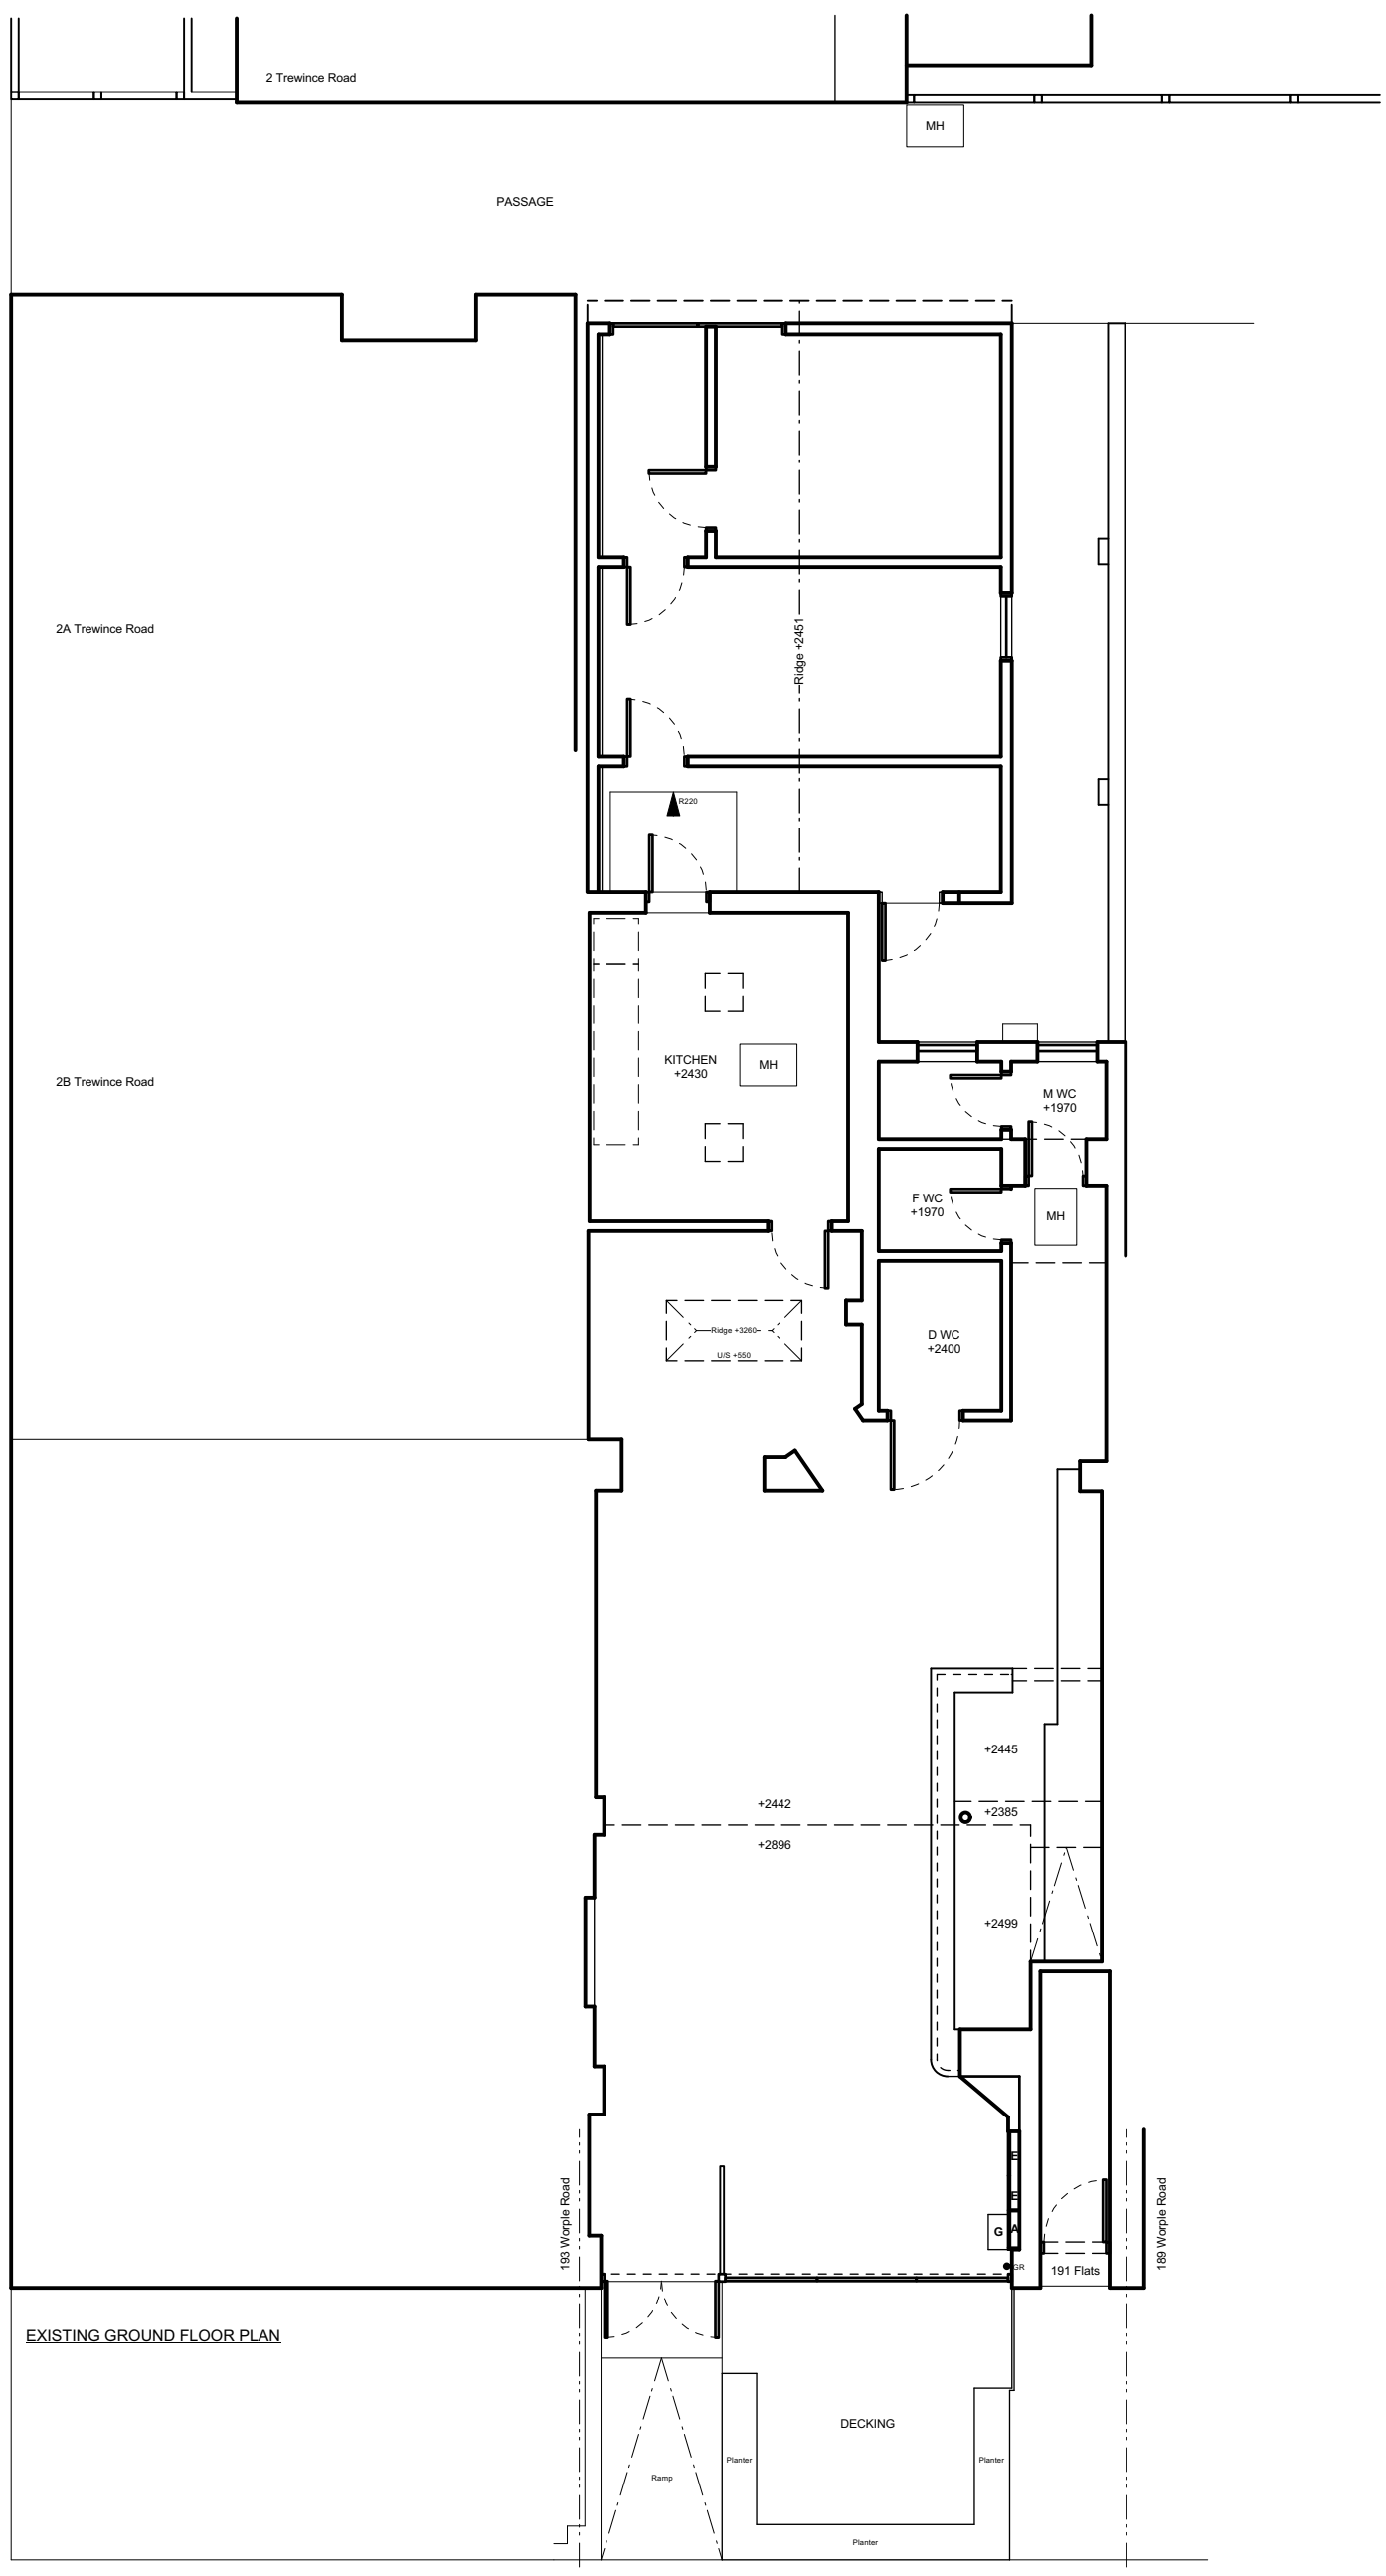 2 Trewince Road
MH
PASSAGE
2A Trewince Road
Ridge +2451
R220
KITCHEN
+2430
MH
2B Trewince Road
M WC
+1970
F WC
+1970
MH
D WC
+2400
Ridge +3260
U/S +550
+2445
+2442
+2385
+2896
+2499
E
E
G
A
GR
193 Worple Road
189 Worple Road
191 Flats
EXISTING GROUND FLOOR PLAN
DECKING
Planter
Planter
Ramp
Planter